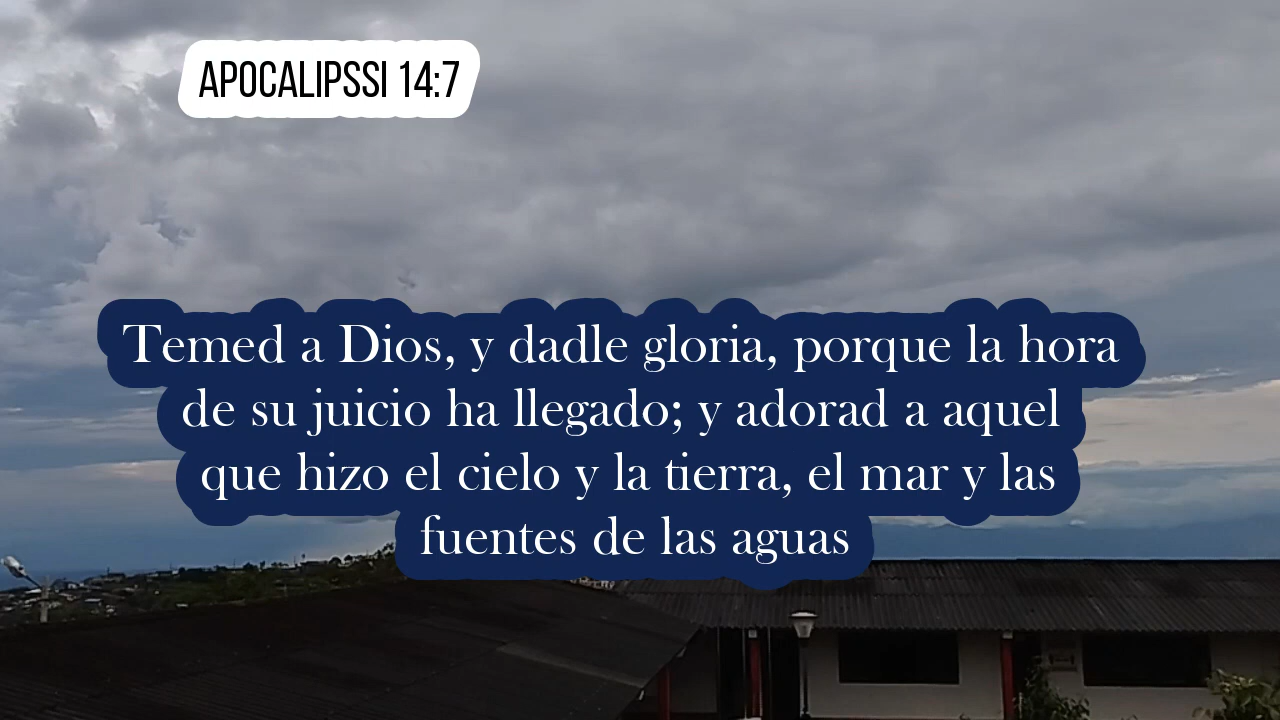 APOCALIPSSI 14:7
Temed a Dios, y dadle gloria, porque la hora
de su juicio ha llegado; y adorad a aquel
que hizo el cielo y la tierra, el mar y las
fuentes de las aguas